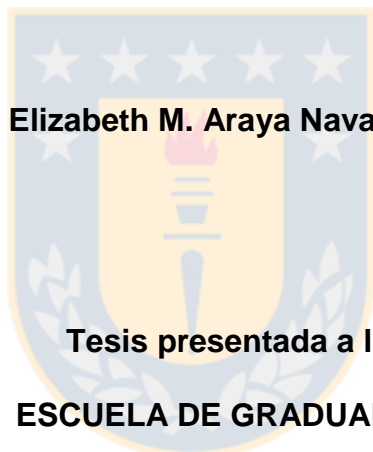 Elizabeth M. Araya Nava
Tesis presentada a l
ESCUELA DE GRADUA